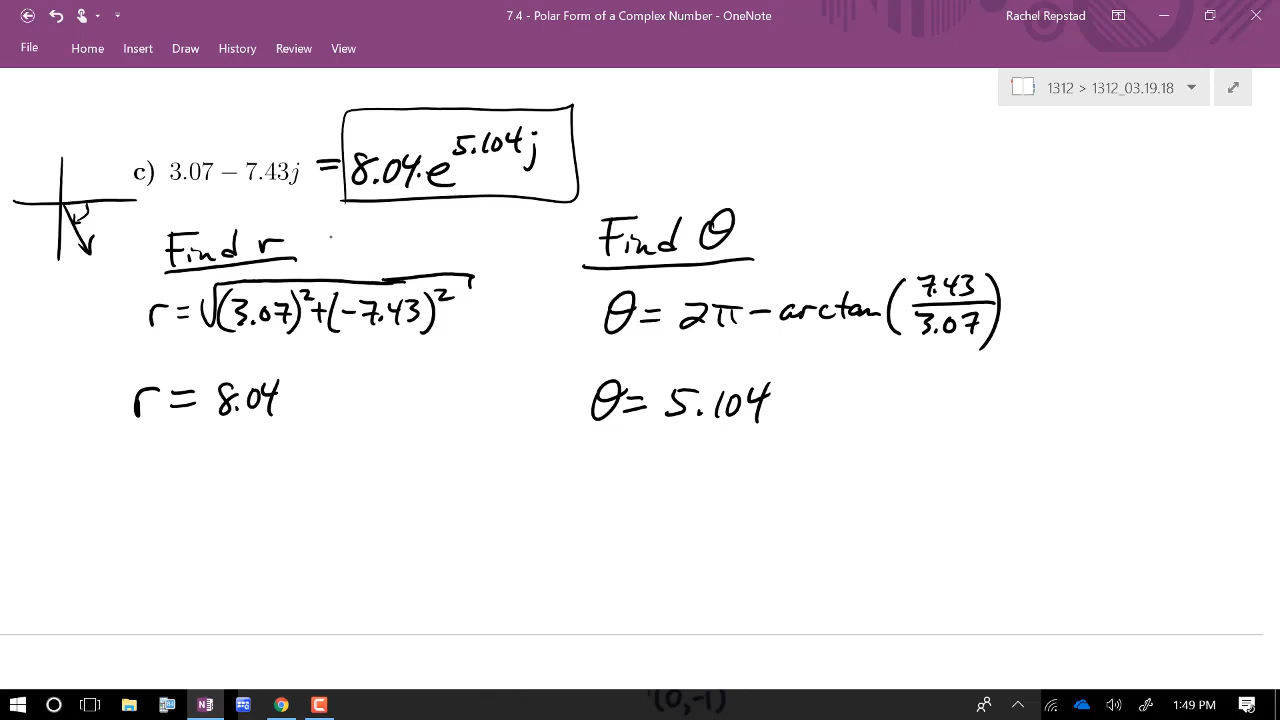 7.4 - Polar Form of a Complex Number - OneNote
Rachel Repstad
File Home Insert Draw History Review View
1312 > 1312_03.19.18
c) 3.07 − 7.43j = 8.04·e^{5.104j}
Find r
r = √((3.07)²+(-7.43)²)
r = 8.04
Find θ
θ = 2π - arctan(7.43/3.07)
θ = 5.104
(0,-1)
1:49 PM